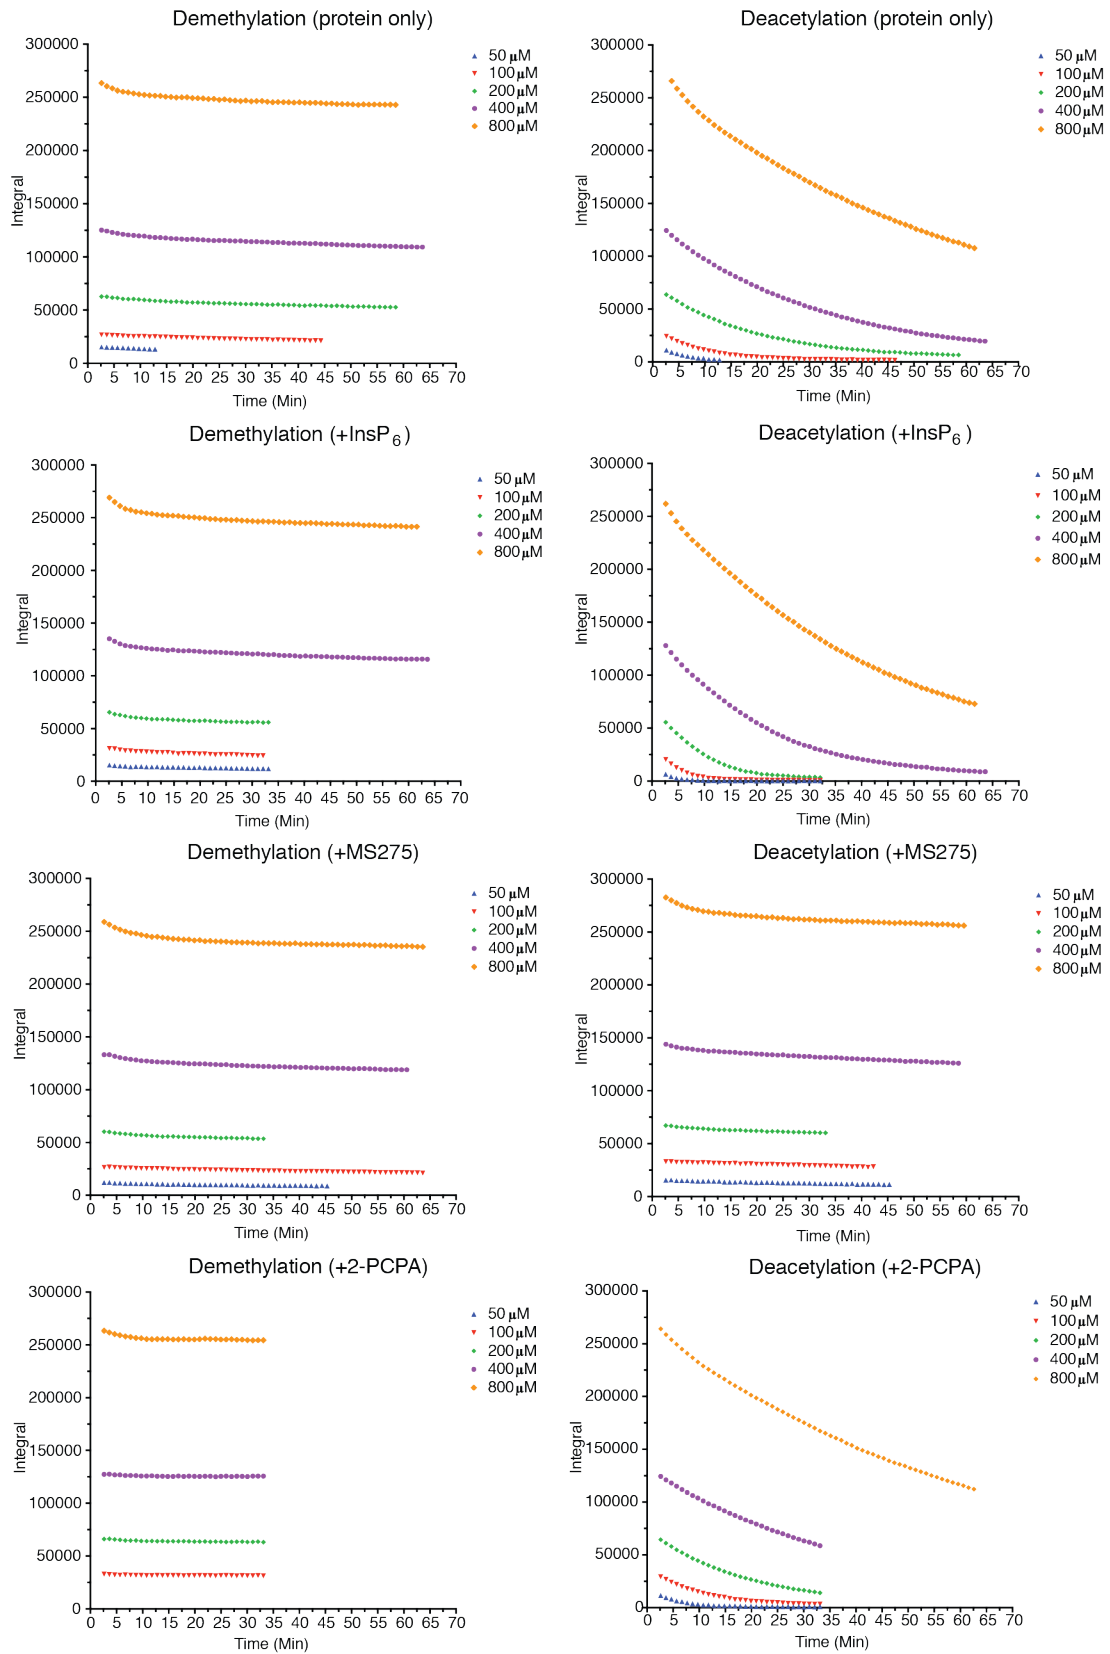 Demethylation (protein only)
300000
250000
200000
150000
100000
50000
0
Integral
0 5 10 15 20 25 30 35 40 45 50 55 60 65 70
Time (Min)
50 μM
100 μM
200 μM
400 μM
800 μM
Deacetylation (protein only)
300000
250000
200000
150000
100000
50000
0
Integral
0 5 10 15 20 25 30 35 40 45 50 55 60 65 70
Time (Min)
50 μM
100 μM
200 μM
400 μM
800 μM
Demethylation (+InsP6)
300000
250000
200000
150000
100000
50000
0
Integral
0 5 10 15 20 25 30 35 40 45 50 55 60 65 70
Time (Min)
50 μM
100 μM
200 μM
400 μM
800 μM
Deacetylation (+InsP6)
300000
250000
200000
150000
100000
50000
0
Integral
0 5 10 15 20 25 30 35 40 45 50 55 60 65 70
Time (Min)
50 μM
100 μM
200 μM
400 μM
800 μM
Demethylation (+MS275)
300000
250000
200000
150000
100000
50000
0
Integral
0 5 10 15 20 25 30 35 40 45 50 55 60 65 70
Time (Min)
50 μM
100 μM
200 μM
400 μM
800 μM
Deacetylation (+MS275)
300000
250000
200000
150000
100000
50000
0
Integral
0 5 10 15 20 25 30 35 40 45 50 55 60 65 70
Time (Min)
50 μM
100 μM
200 μM
400 μM
800 μM
Demethylation (+2-PCPA)
300000
250000
200000
150000
100000
50000
0
Integral
0 5 10 15 20 25 30 35 40 45 50 55 60 65 70
Time (Min)
50 μM
100 μM
200 μM
400 μM
800 μM
Deacetylation (+2-PCPA)
300000
250000
200000
150000
100000
50000
0
Integral
0 5 10 15 20 25 30 35 40 45 50 55 60 65 70
Time (Min)
50 μM
100 μM
200 μM
400 μM
800 μM